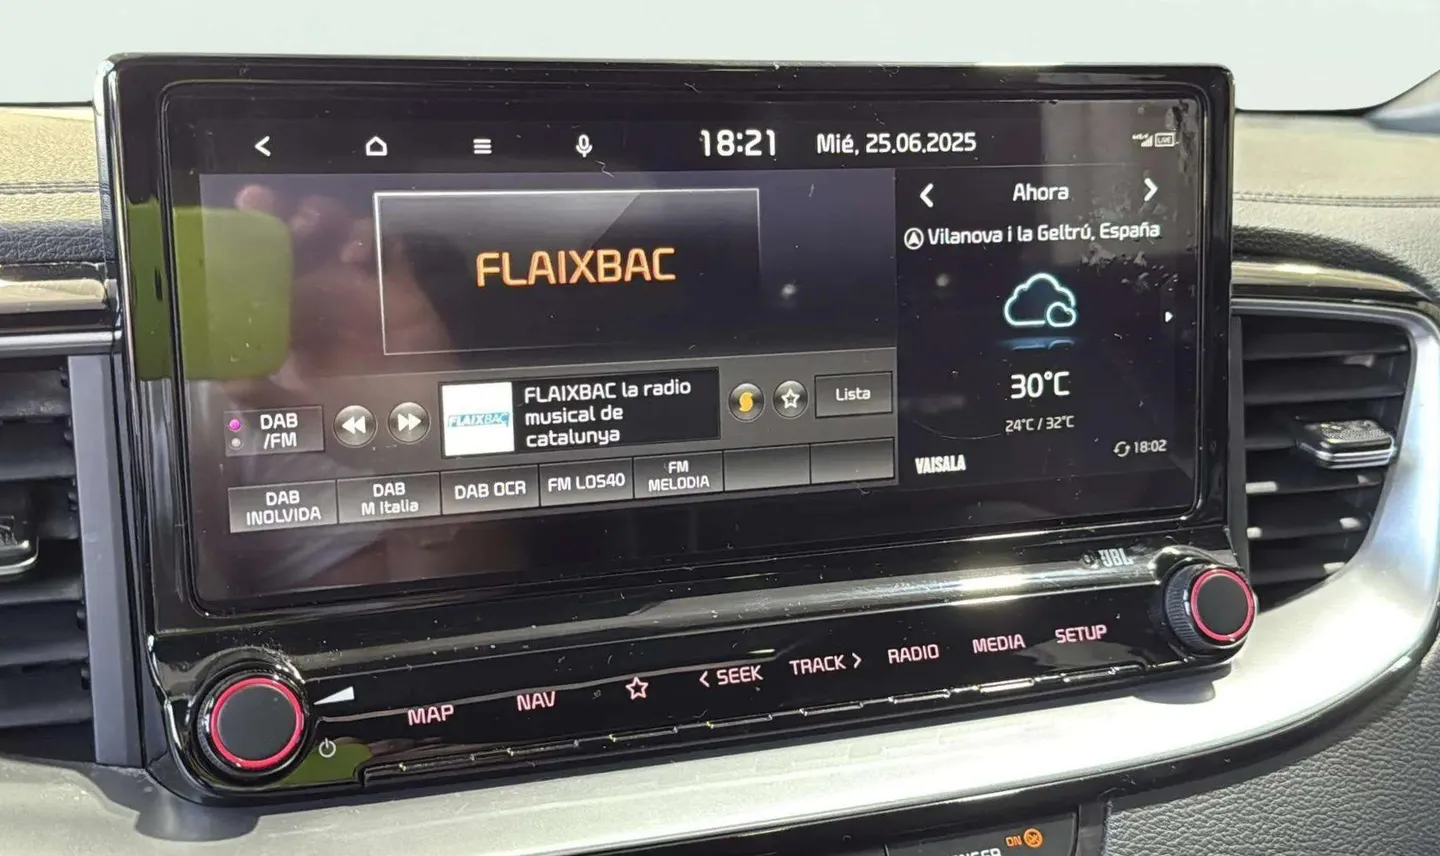 18:21 Mié, 25.06.2025
LIVE
FLAIXBAC
Ahora
Vilanova i la Geltrú, España
30°C
24°C / 32°C
VAISALA
18:02
DAB
/FM
FLAIXBAC
FLAIXBAC la radio
musical de
catalunya
Lista
DAB
INOLVIDA
DAB
M Italia
DAB OCR
FM LOS40
FM
MELODIA
JBL
MAP
NAV
< SEEK
TRACK >
RADIO
MEDIA
SETUP
ON